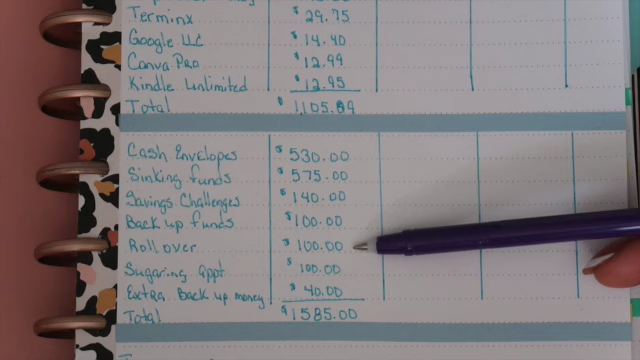 Terminx $29.75
Google LLC $14.40
Canva Pro $12.99
Kindle Unlimited $12.95
Total $1,105.89
Cash Envelopes $530.00
Sinking funds $575.00
Savings Challenges $140.00
Back up funds $100.00
Roll over $100.00
Sugaring appt $100.00
Extra Back up money $40.00
Total $1585.00